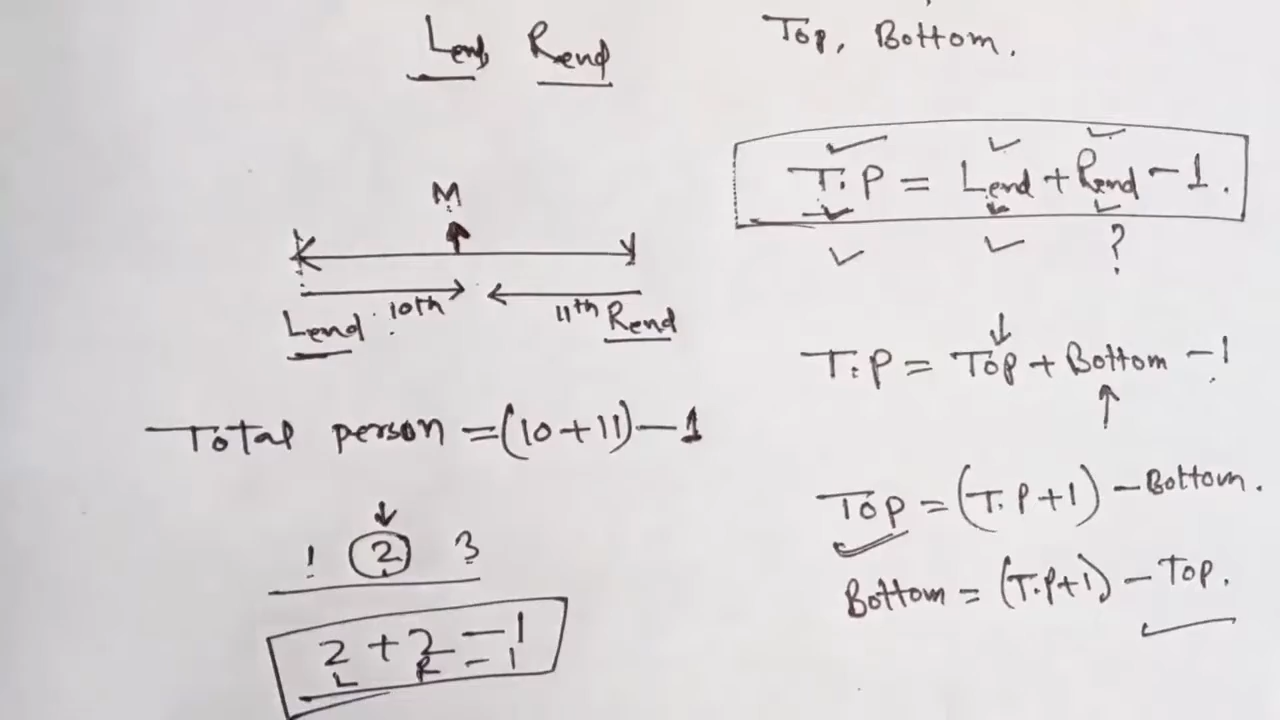 Lend, Rend
Top, Bottom.
M
10th
11th
Lend
Rend
Total person = (10+11) - 1
1 2 3
2 + 2 - 1
L R - 1
T.P = Lend + Rend - 1.
?
T.P = Top + Bottom - 1
Top = (T.P+1) - Bottom.
Bottom = (T.P+1) - Top.